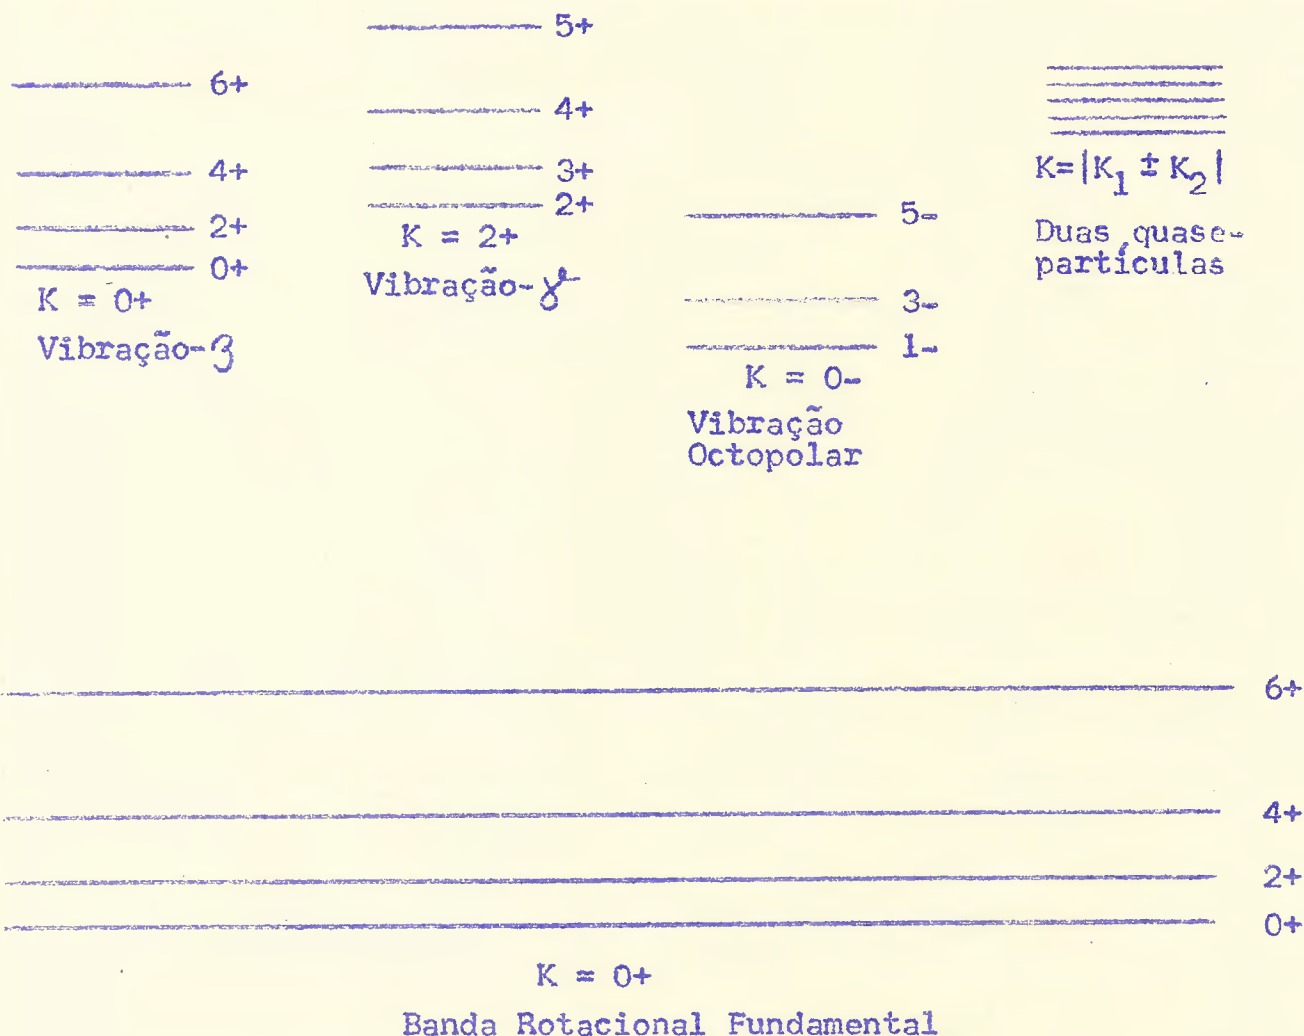 6+
4+
2+
0+
K = 0+
Vibração-β
5+
4+
3+
2+
K = 2+
Vibração-γ
5-
3-
1-
K = 0-
Vibração
Octopolar
K=|K₁ ± K₂|
Duas quase-
partículas
6+
4+
2+
0+
K = 0+
Banda Rotacional Fundamental